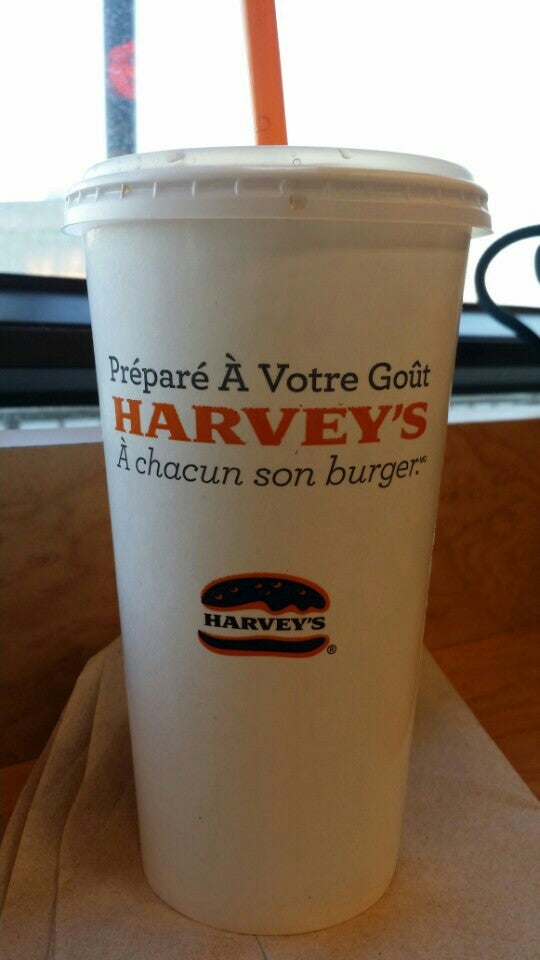 Préparé À Votre Goût
HARVEY'S
À chacun son burger.MC
HARVEY'S
®